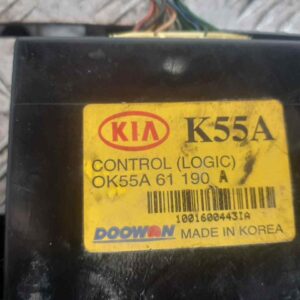 KIA K55A
CONTROL (LOGIC)
OK55A 61 190 A
1001600443IA
DOOWON MADE IN KOREA